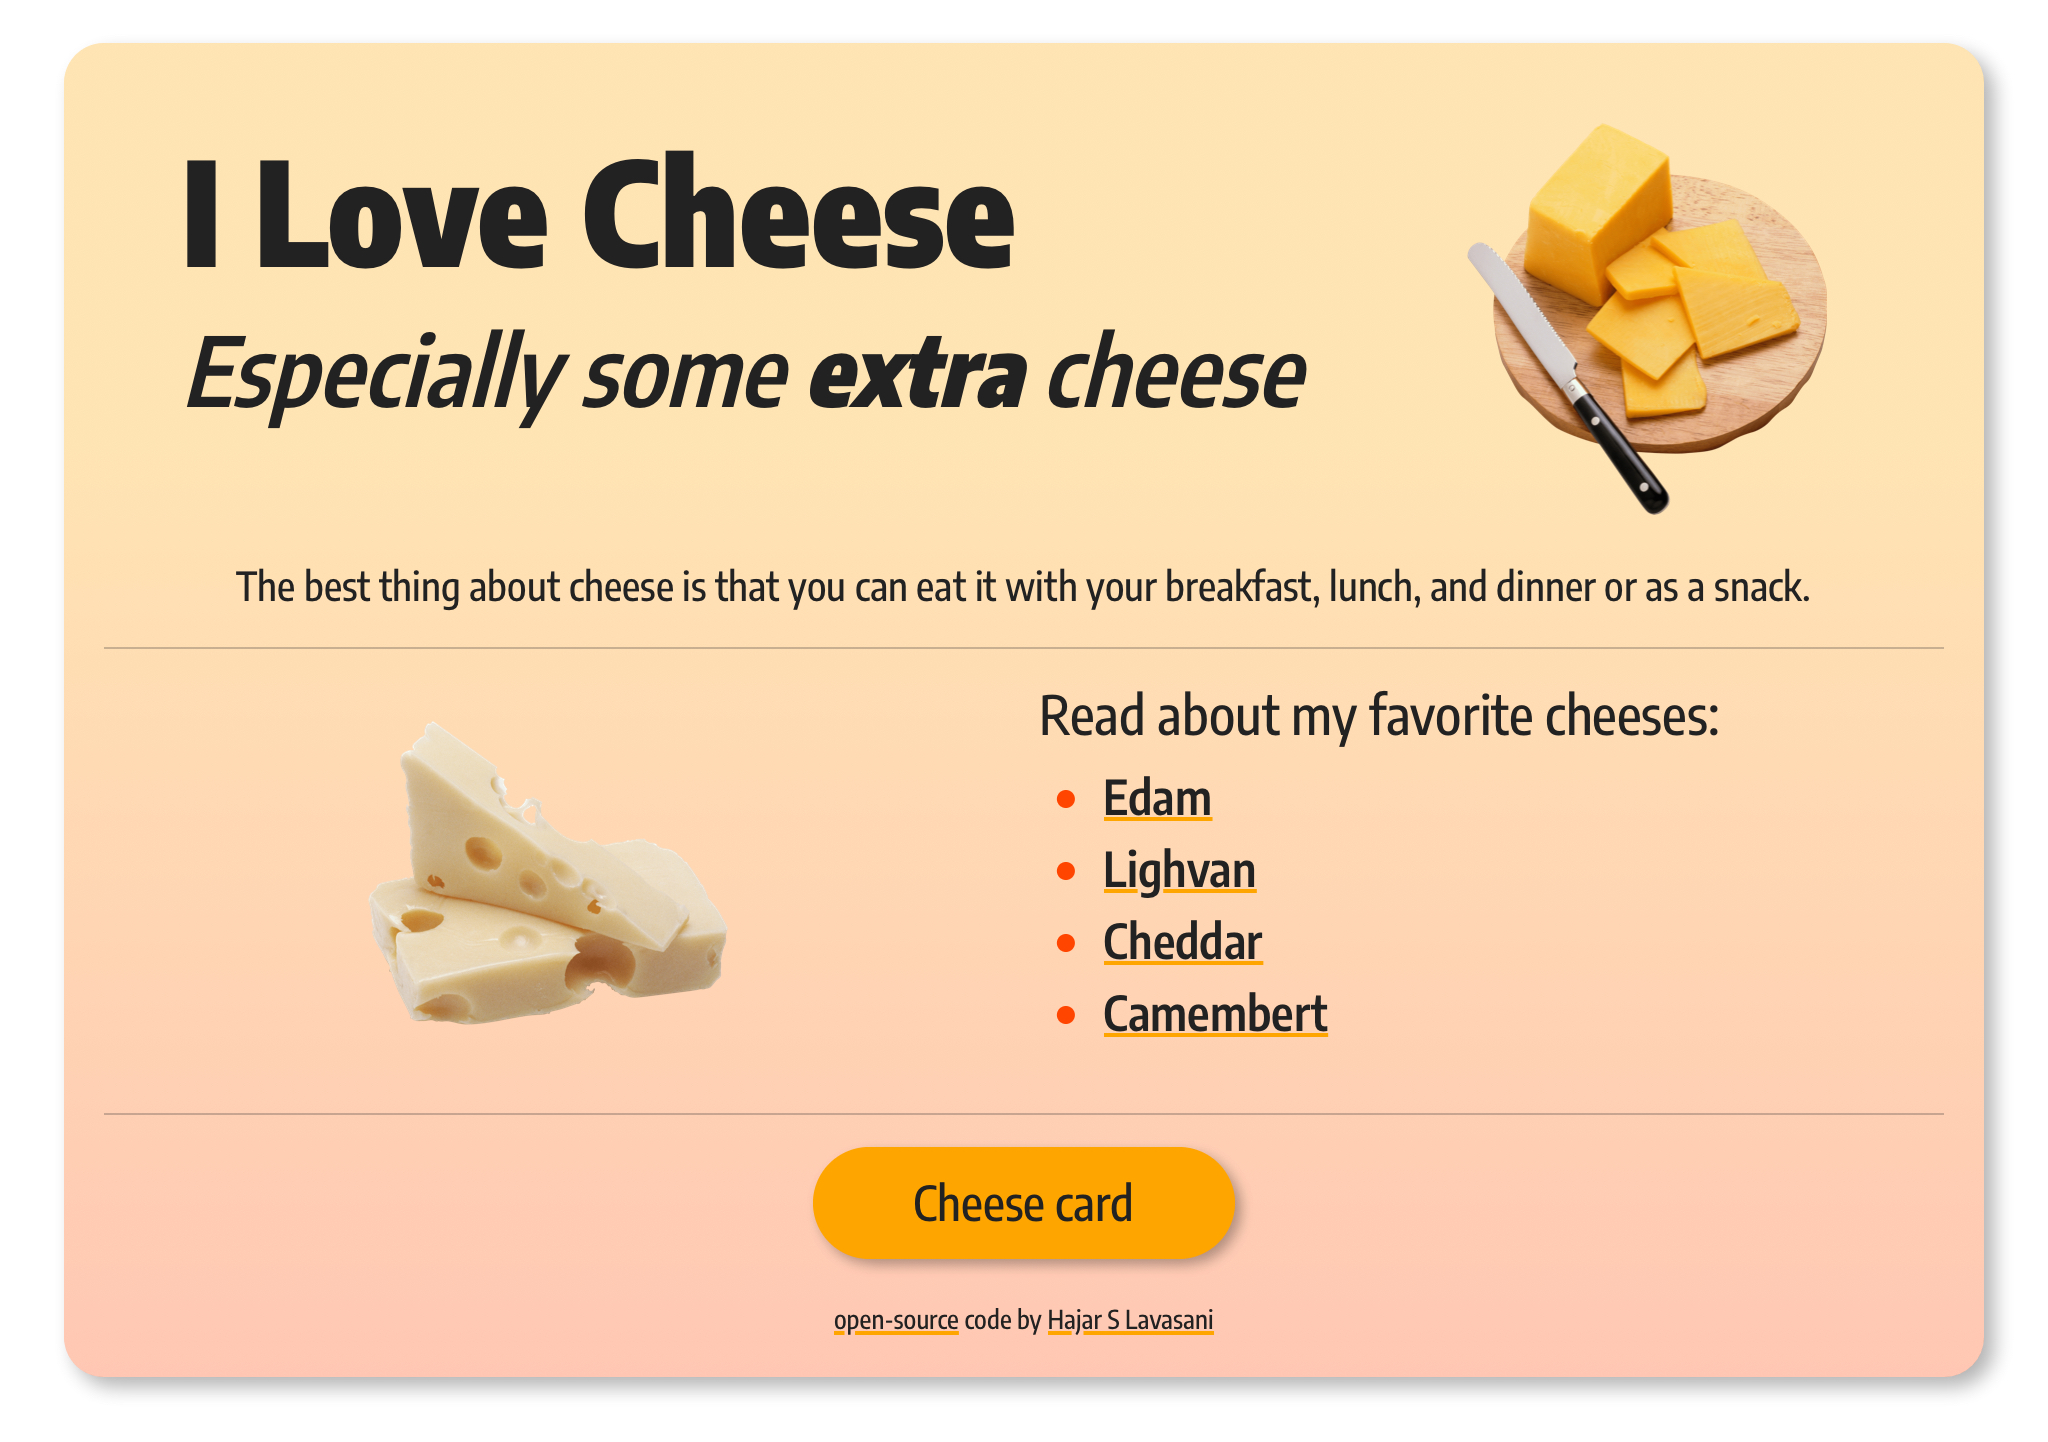 I Love Cheese
Especially some extra cheese
The best thing about cheese is that you can eat it with your breakfast, lunch, and dinner or as a snack.
Read about my favorite cheeses:
Edam
Lighvan
Cheddar
Camembert
Cheese card
open-source code by Hajar S Lavasani